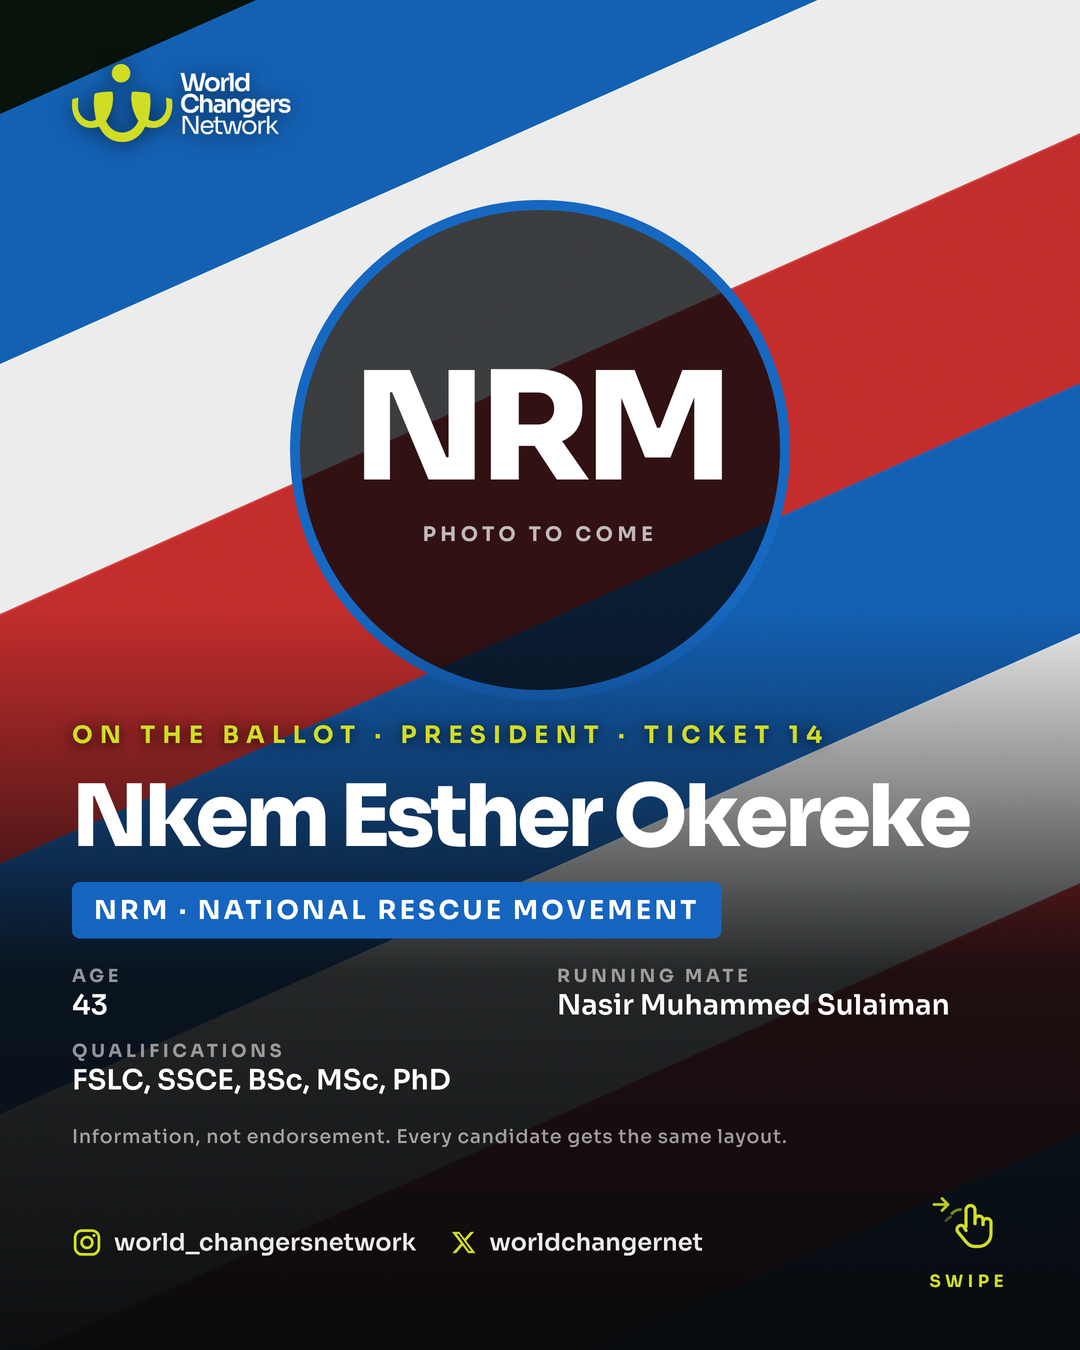 World
Changers
Network
NRM
PHOTO TO COME
ON THE BALLOT · PRESIDENT · TICKET 14
Nkem Esther Okereke
NRM · NATIONAL RESCUE MOVEMENT
AGE
43
RUNNING MATE
Nasir Muhammed Sulaiman
QUALIFICATIONS
FSLC, SSCE, BSc, MSc, PhD
Information, not endorsement. Every candidate gets the same layout.
world_changersnetwork
worldchangernet
SWIPE